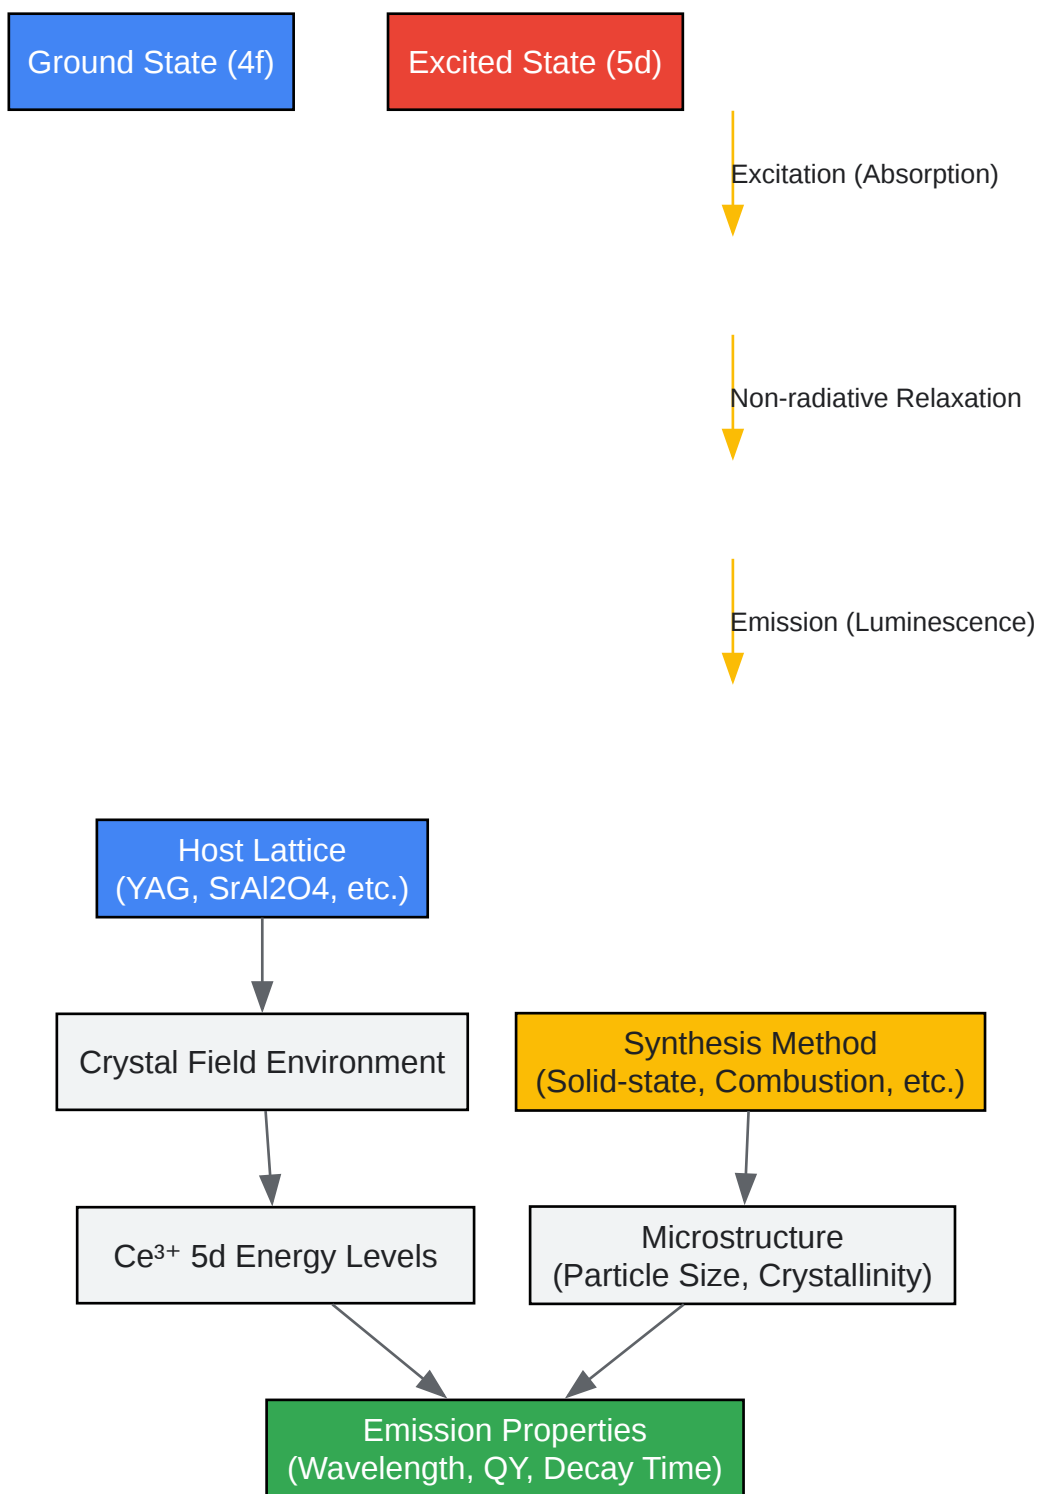 Ground State (4f)
Excited State (5d)
Excitation (Absorption)
Non-radiative Relaxation
Emission (Luminescence)
Host Lattice
(YAG, SrAl2O4, etc.)
Crystal Field Environment
Synthesis Method
(Solid-state, Combustion, etc.)
Ce³⁺ 5d Energy Levels
Microstructure
(Particle Size, Crystallinity)
Emission Properties
(Wavelength, QY, Decay Time)